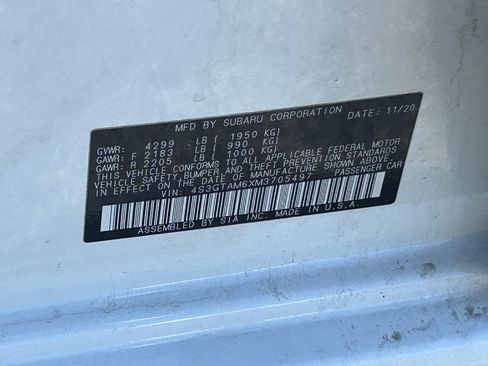 MFD BY SUBARU CORPORATION DATE: 11/20
GVWR: 4299 LB ( 1950 KG)
GAWR: F 2183 LB ( 990 KG)
GAWR: R 2205 LB ( 1000 KG)
THIS VEHICLE CONFORMS TO ALL APPLICABLE FEDERAL MOTOR
VEHICLE SAFETY, BUMPER, AND THEFT PREVENTION STANDARDS
IN EFFECT ON THE DATE OF MANUFACTURE SHOWN ABOVE.
VIN: 4S3GTAM6XM3705497 PASSENGER CAR
ASSEMBLED BY SIA INC. MADE IN U.S.A.